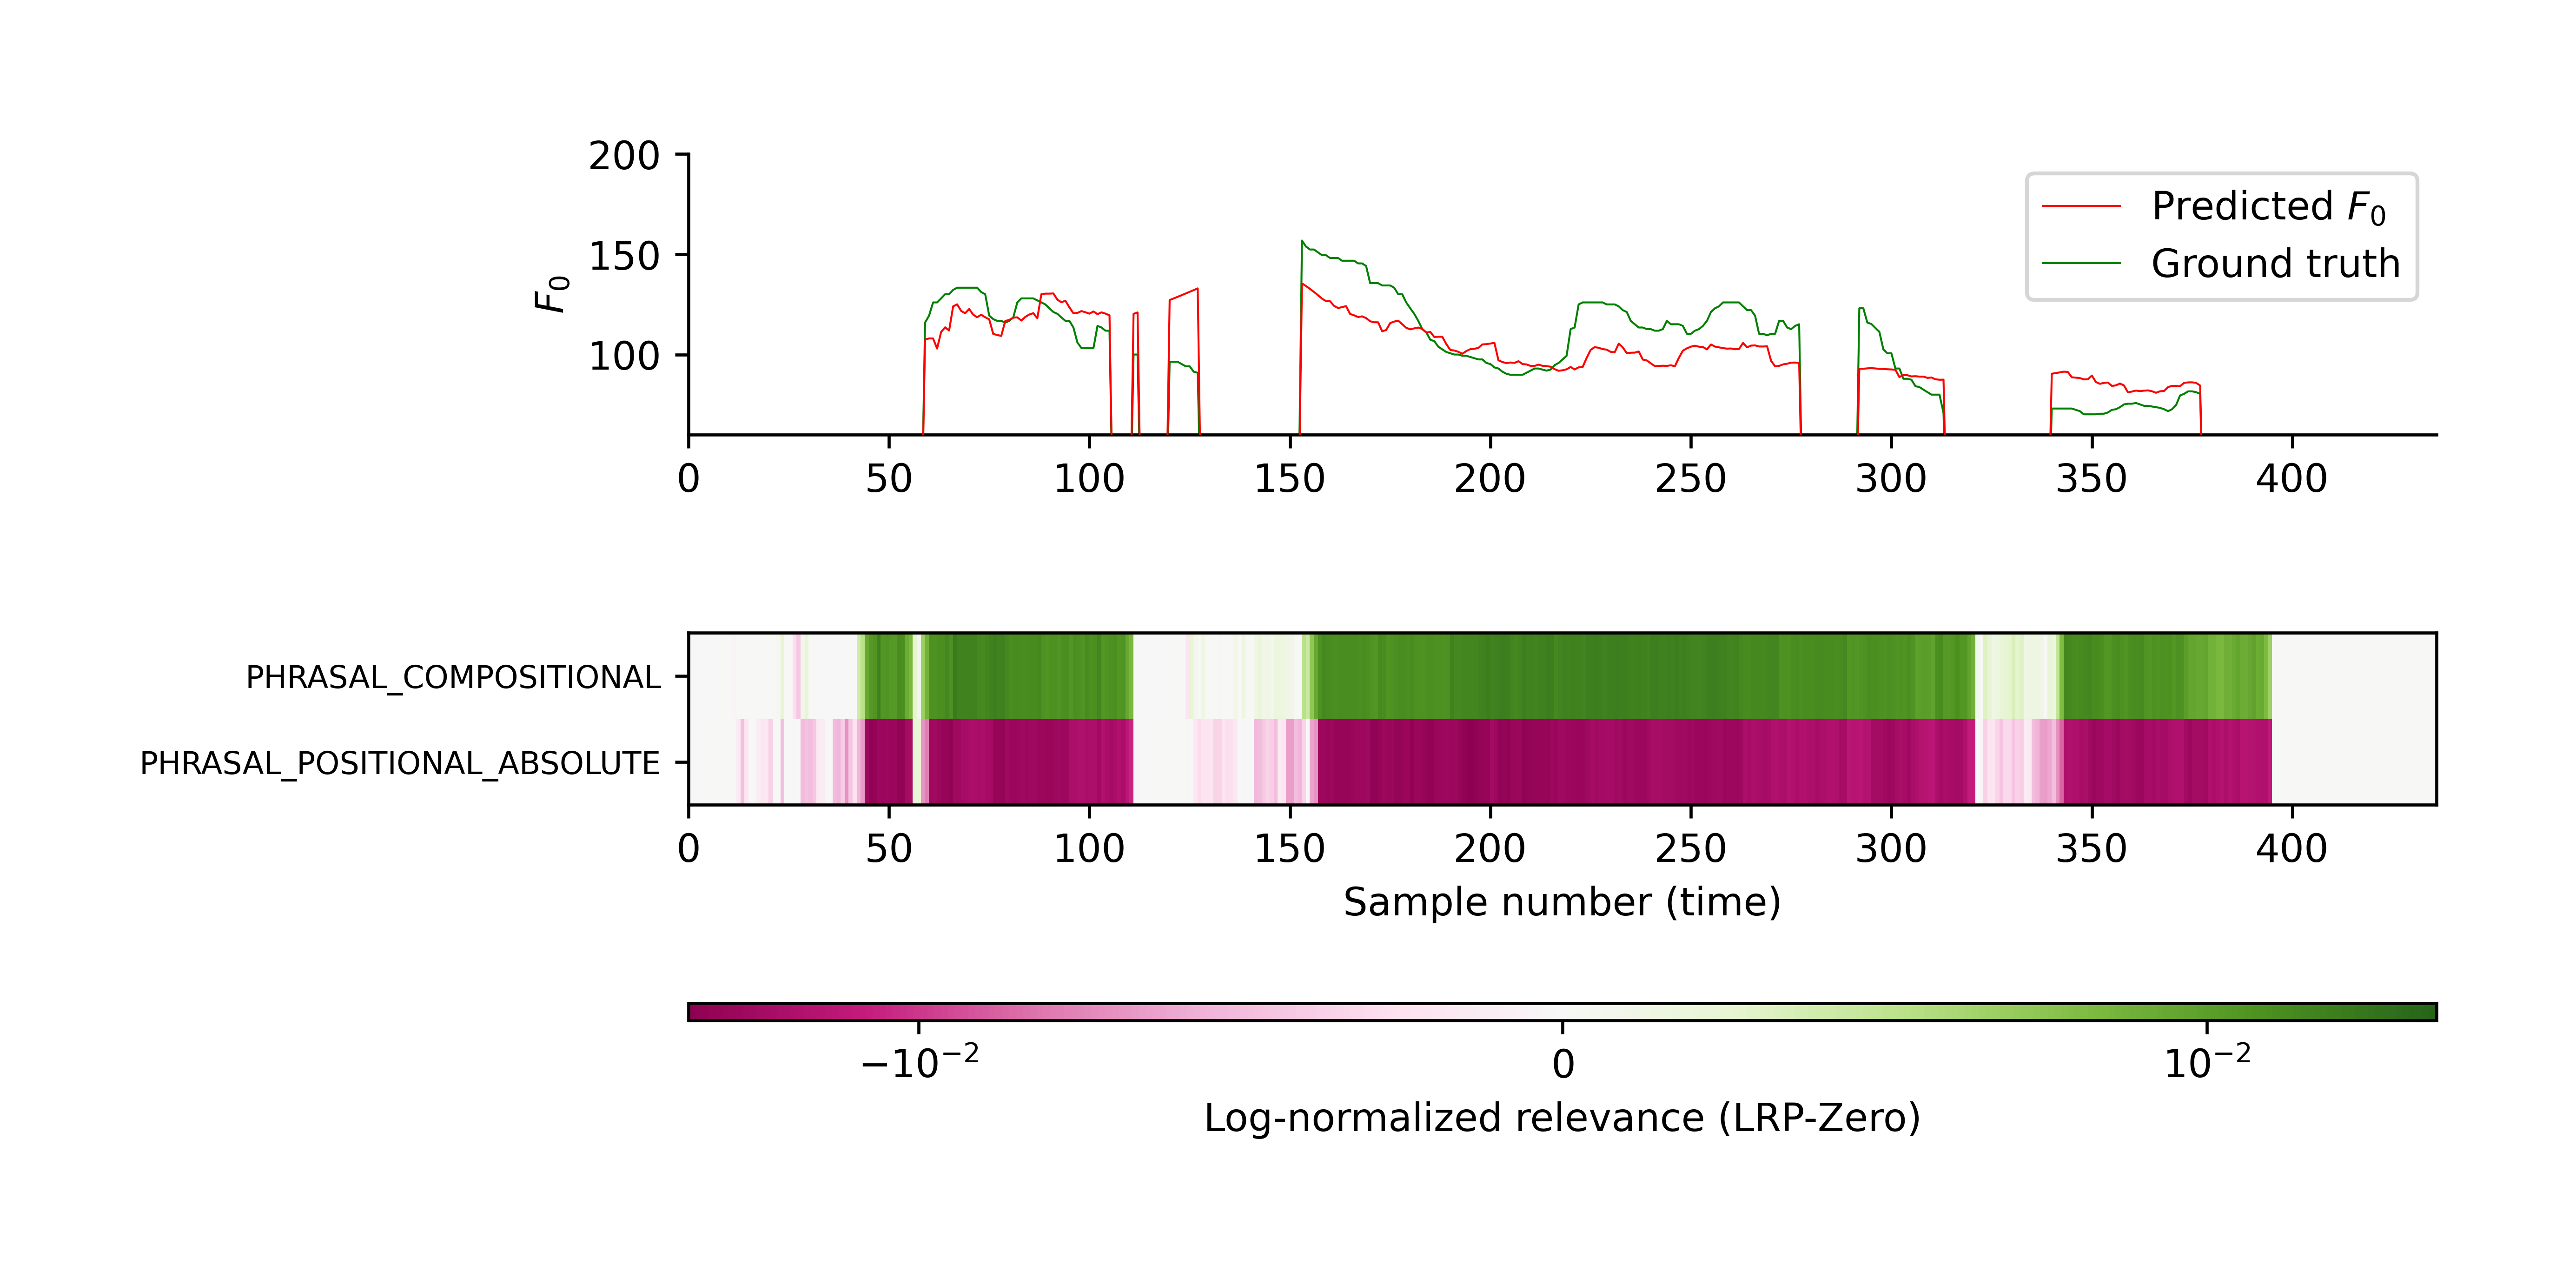 200
150
100
F₀
Predicted F₀
Ground truth
0 50 100 150 200 250 300 350 400
PHRASAL_COMPOSITIONAL
PHRASAL_POSITIONAL_ABSOLUTE
0 50 100 150 200 250 300 350 400
Sample number (time)
−10⁻² 0 10⁻²
Log-normalized relevance (LRP-Zero)